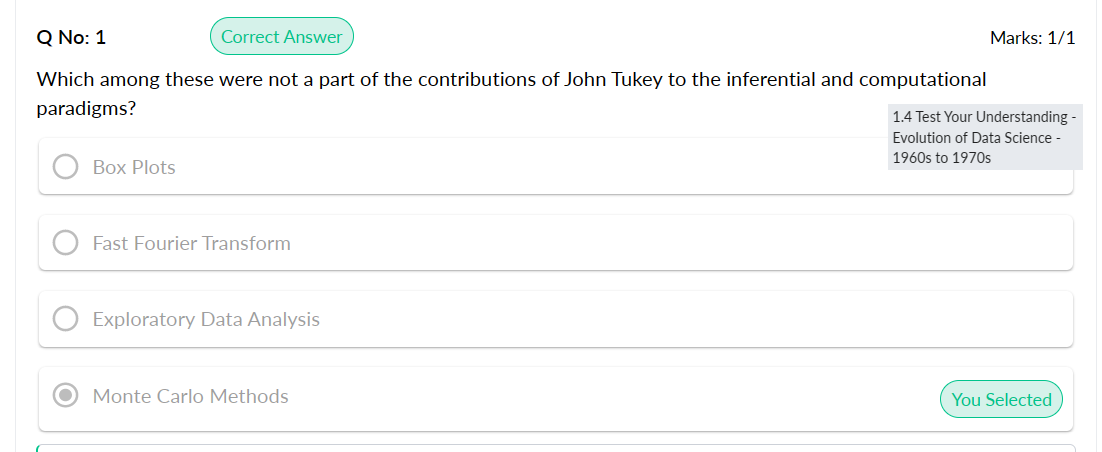 Q No: 1
Correct Answer
Marks: 1/1
Which among these were not a part of the contributions of John Tukey to the inferential and computational
paradigms?
1.4 Test Your Understanding -
Evolution of Data Science -
1960s to 1970s
Box Plots
Fast Fourier Transform
Exploratory Data Analysis
Monte Carlo Methods
You Selected